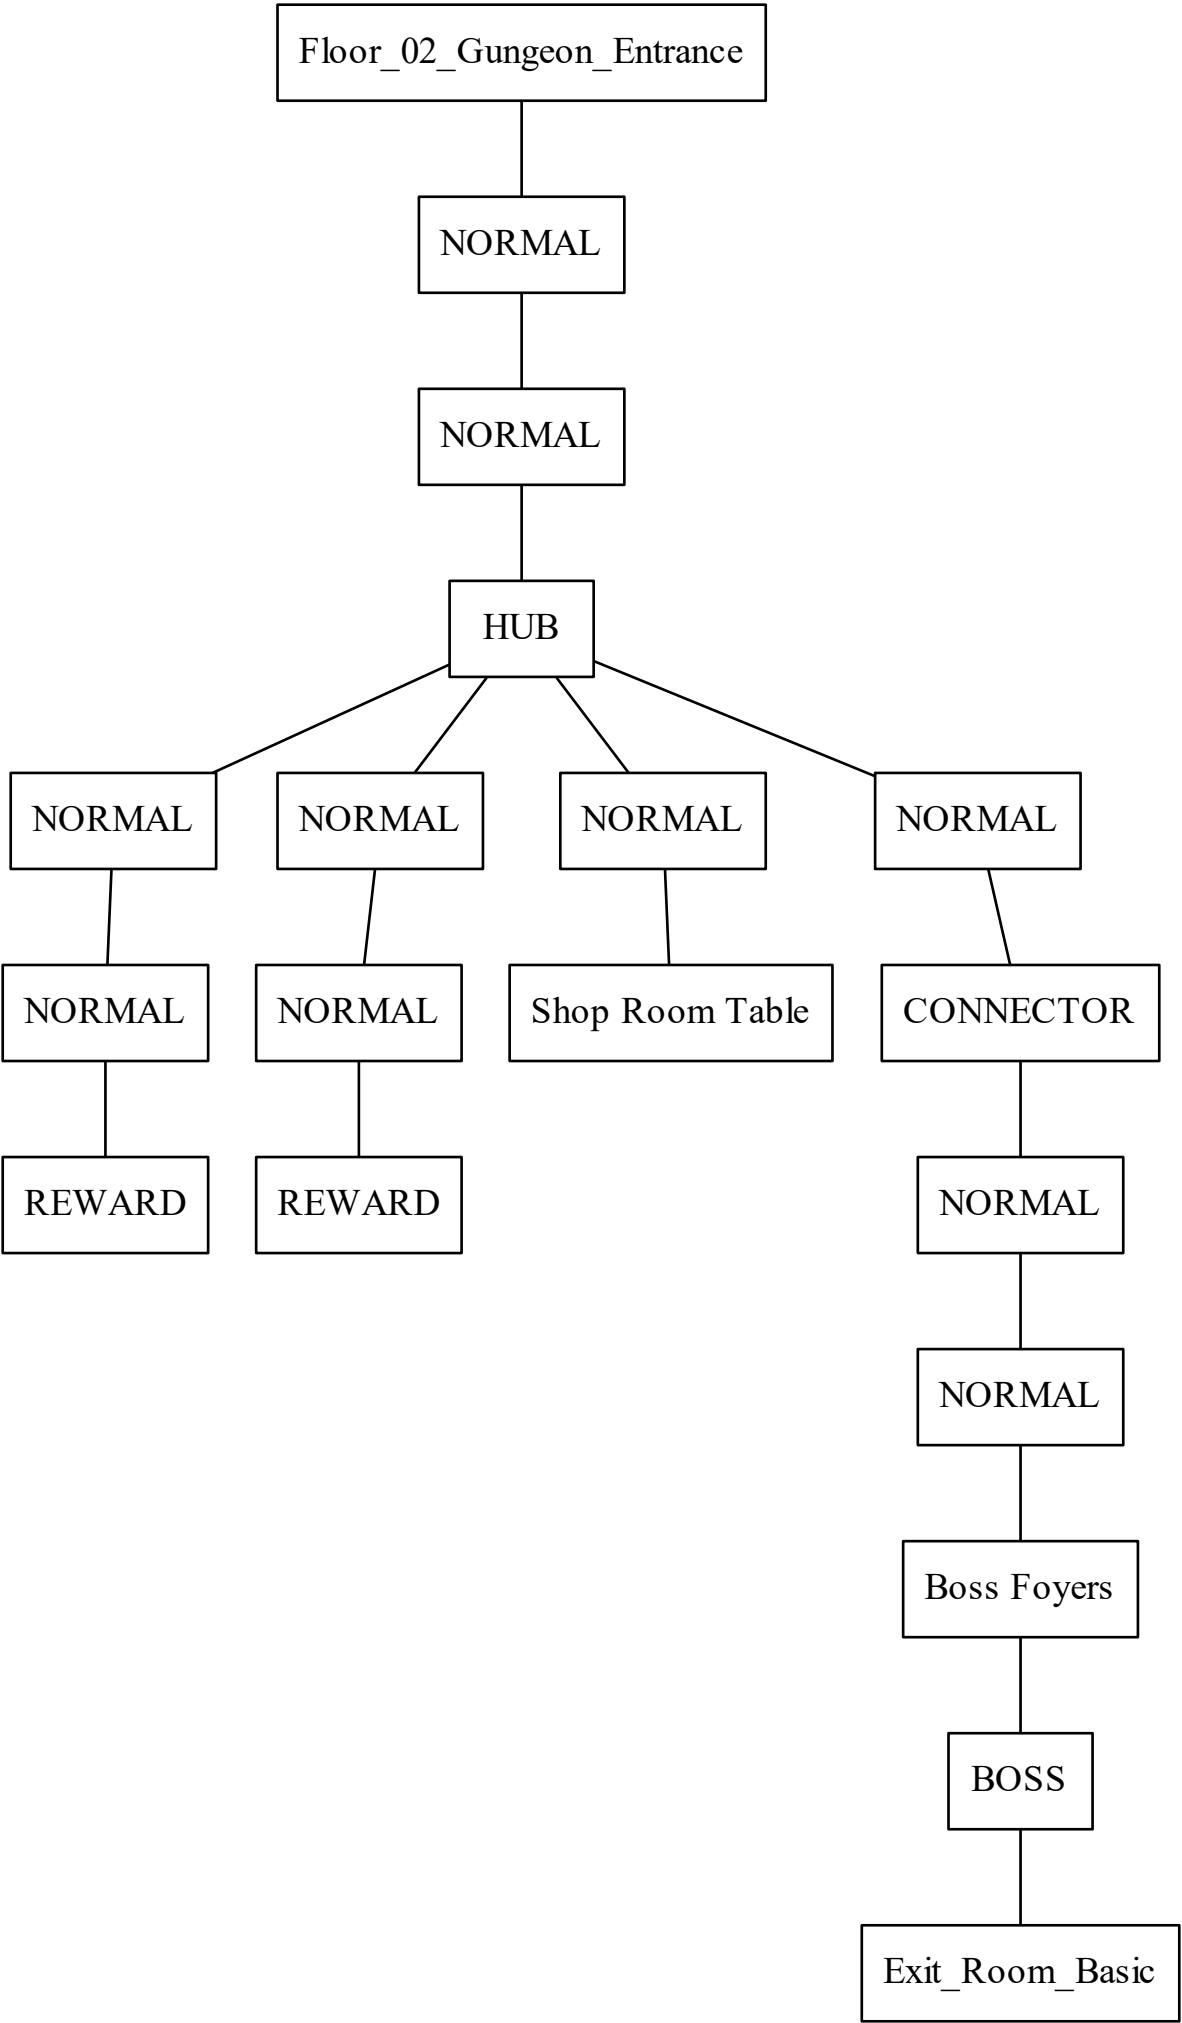 Floor_02_Gungeon_Entrance
NORMAL
NORMAL
HUB
NORMAL
NORMAL
NORMAL
NORMAL
NORMAL
NORMAL
Shop Room Table
CONNECTOR
REWARD
REWARD
NORMAL
NORMAL
Boss Foyers
BOSS
Exit_Room_Basic